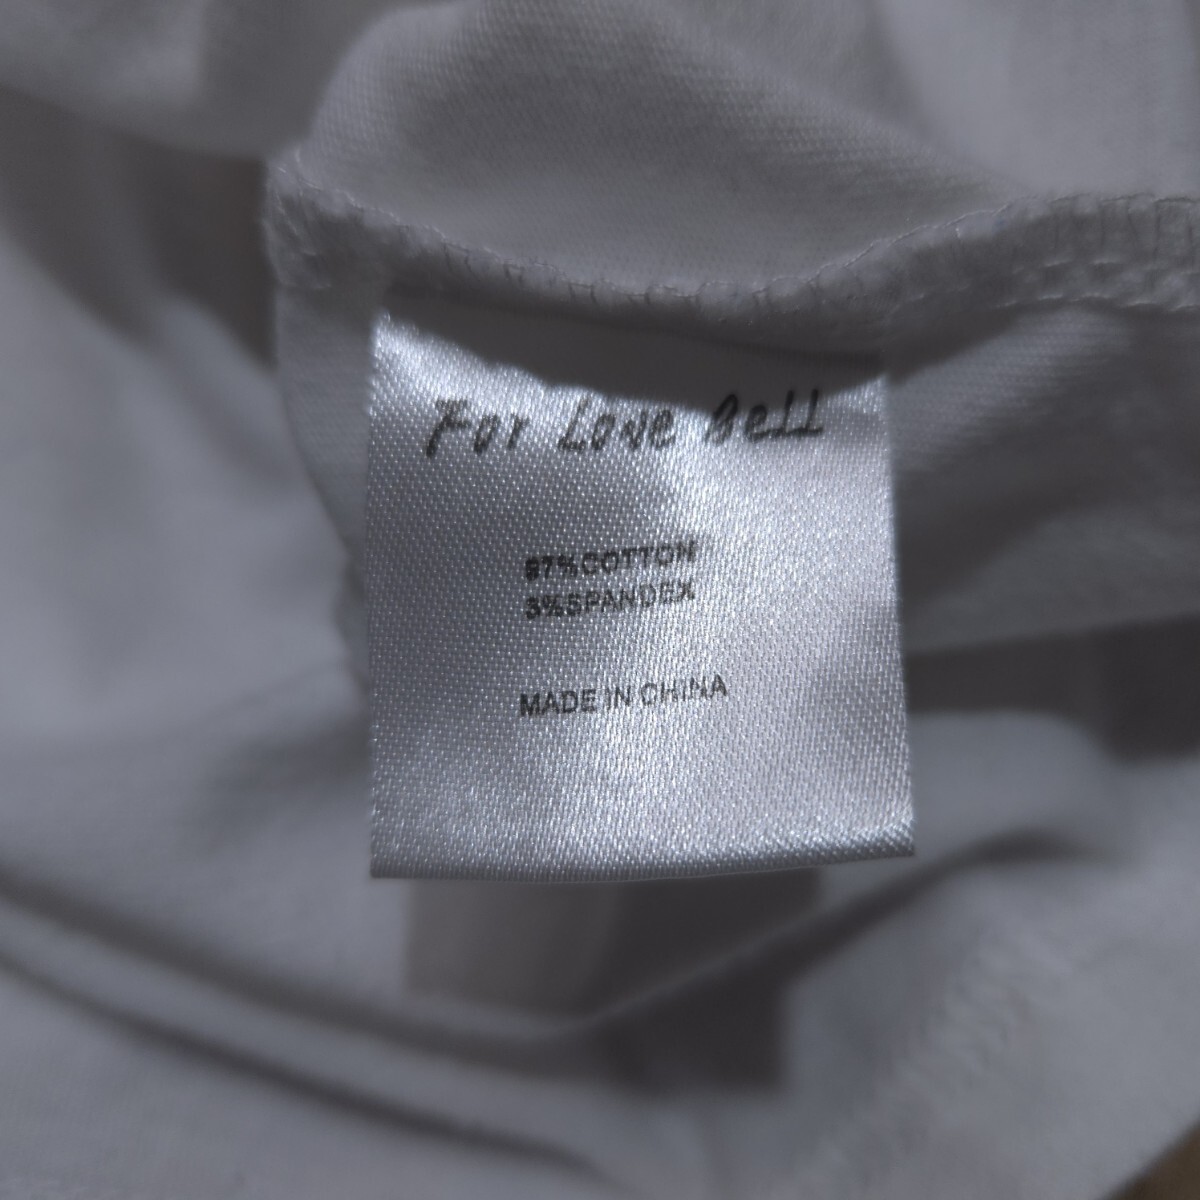 For Love Bell
97%COTTON
3%SPANDEX
MADE IN CHINA